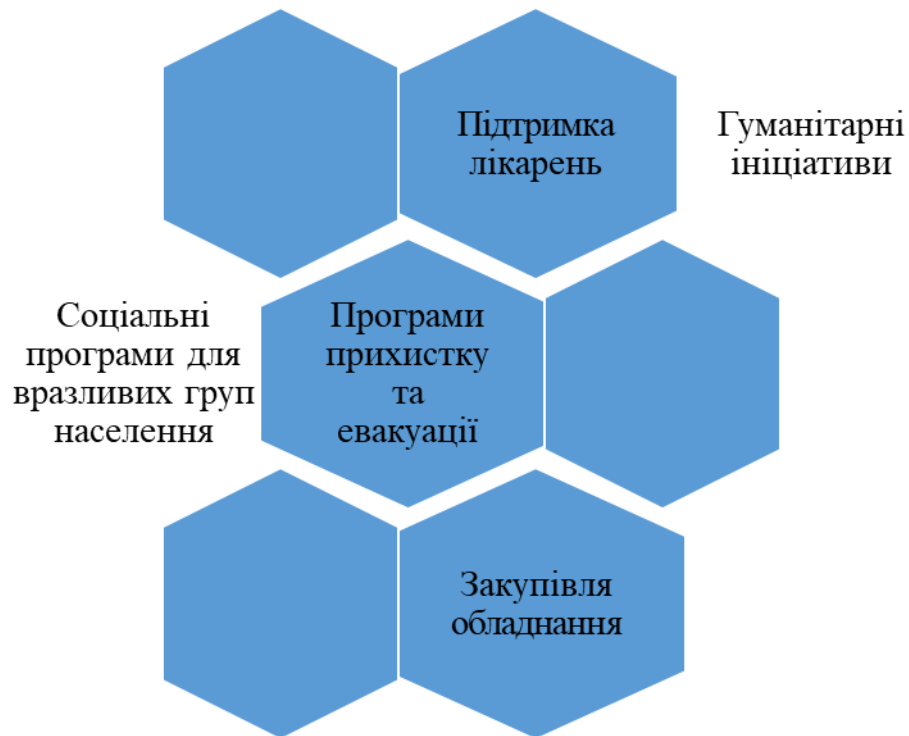 Підтримка
лікарень
Гуманітарні
ініціативи
Соціальні
програми для
вразливих груп
населення
Програми
прихистку
та
евакуації
Закупівля
обладнання